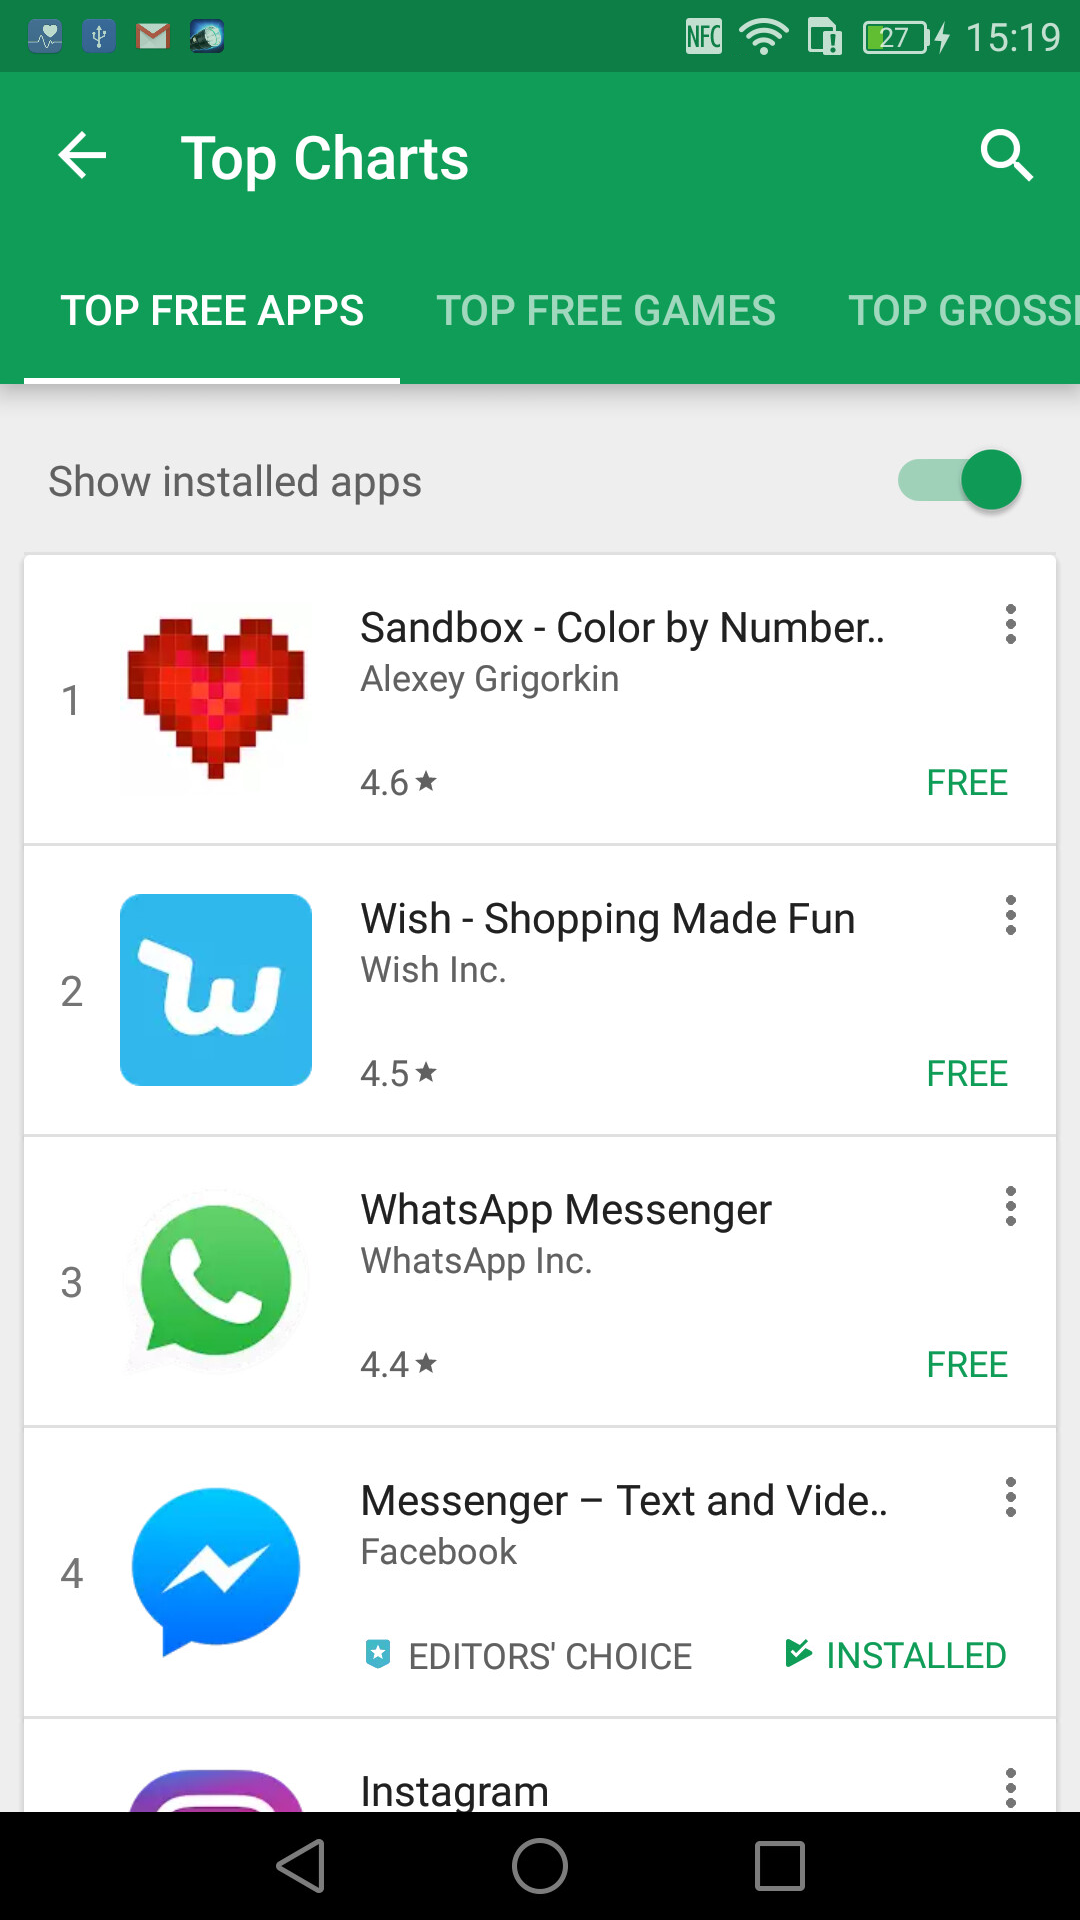 NFC 27 15:19
Top Charts
TOP FREE APPS TOP FREE GAMES TOP GROSSI
Show installed apps
1 Sandbox - Color by Number..
Alexey Grigorkin
4.6 FREE
2 Wish - Shopping Made Fun
Wish Inc.
4.5 FREE
3 WhatsApp Messenger
WhatsApp Inc.
4.4 FREE
4 Messenger – Text and Vide..
Facebook
EDITORS' CHOICE INSTALLED
Instagram